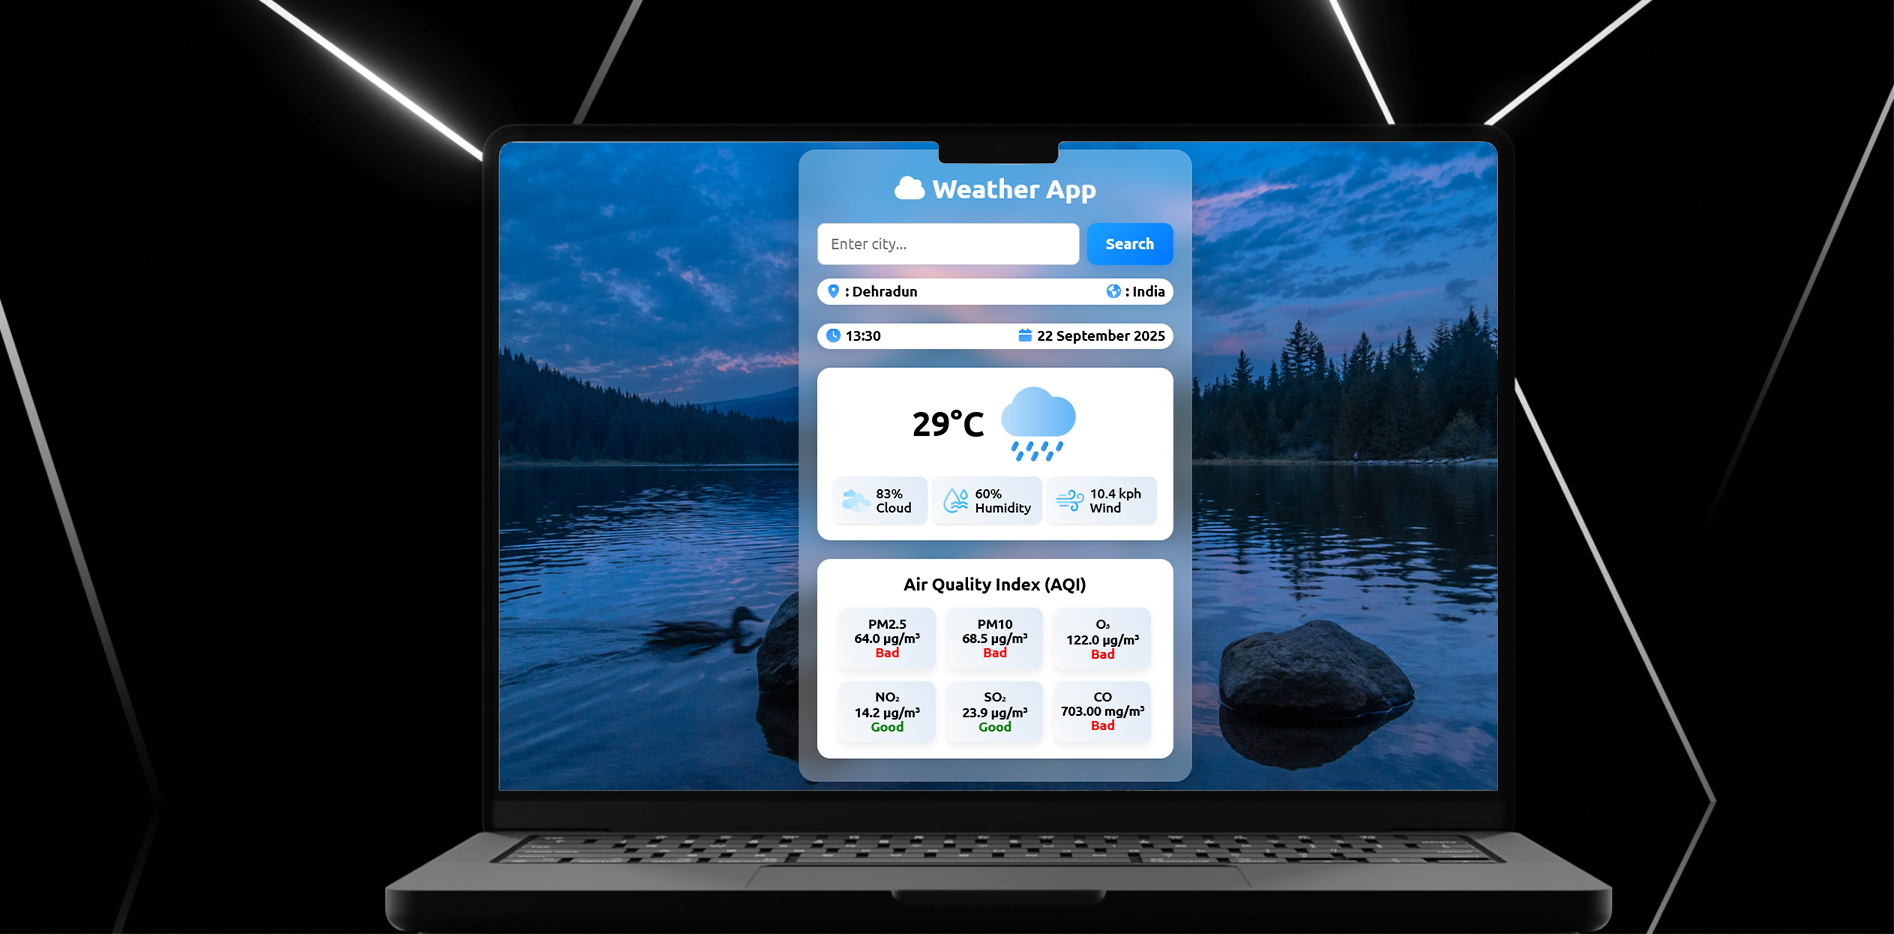 Weather App
Enter city...
Search
: Dehradun
: India
13:30
22 September 2025
29°C
83%
Cloud
60%
Humidity
10.4 kph
Wind
Air Quality Index (AQI)
PM2.5
64.0 µg/m³
Bad
PM10
68.5 µg/m³
Bad
O₃
122.0 µg/m³
Bad
NO₂
14.2 µg/m³
Good
SO₂
23.9 µg/m³
Good
CO
703.00 mg/m³
Bad